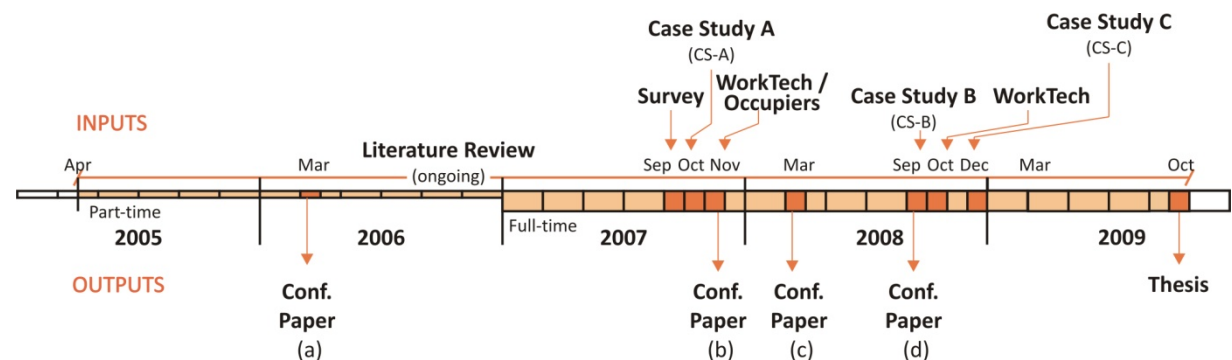 Case Study A
(CS-A)
Case Study C
(CS-C)
Survey
WorkTech /
Occupiers
Case Study B
(CS-B)
WorkTech
INPUTS
Apr
Mar
Literature Review
(ongoing)
Sep Oct Nov
Mar
Sep Oct Dec
Mar
Oct
Part-time
Full-time
2005
2006
2007
2008
2009
OUTPUTS
Conf.
Paper
(a)
Conf.
Paper
(b)
Conf.
Paper
(c)
Conf.
Paper
(d)
Thesis